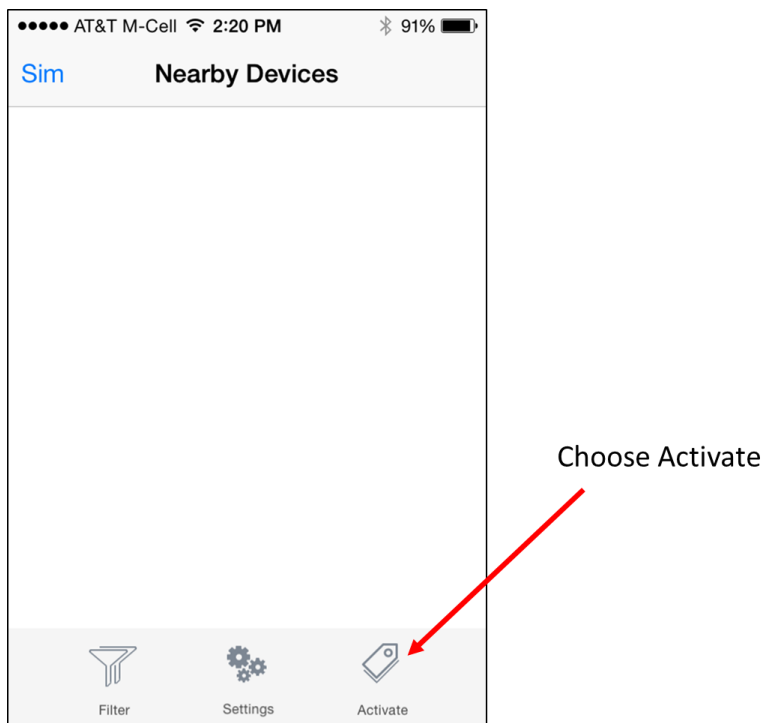 AT&T M-Cell 2:20 PM 91%
Sim Nearby Devices
Choose Activate
Filter Settings Activate